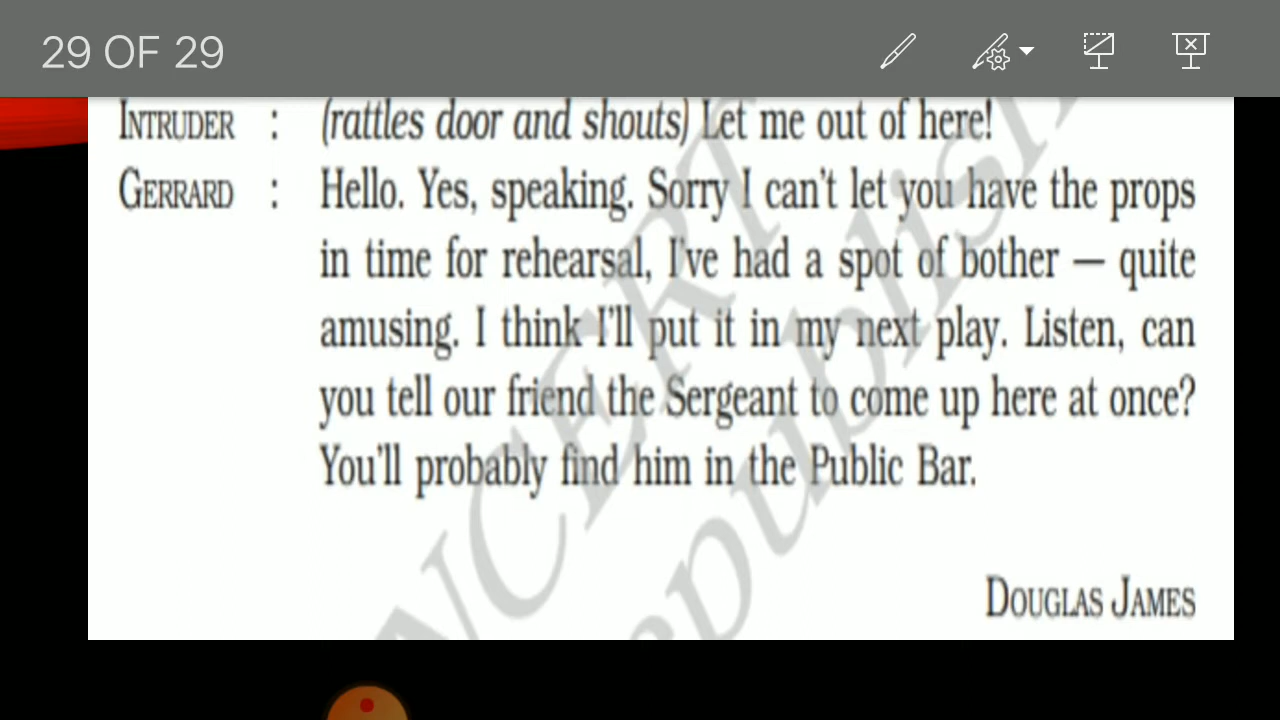 29 OF 29
INTRUDER : (rattles door and shouts) Let me out of here!
GERRARD : Hello. Yes, speaking. Sorry I can't let you have the props
in time for rehearsal, I've had a spot of bother — quite
amusing. I think I'll put it in my next play. Listen, can
you tell our friend the Sergeant to come up here at once?
You'll probably find him in the Public Bar.
DOUGLAS JAMES
NCERT